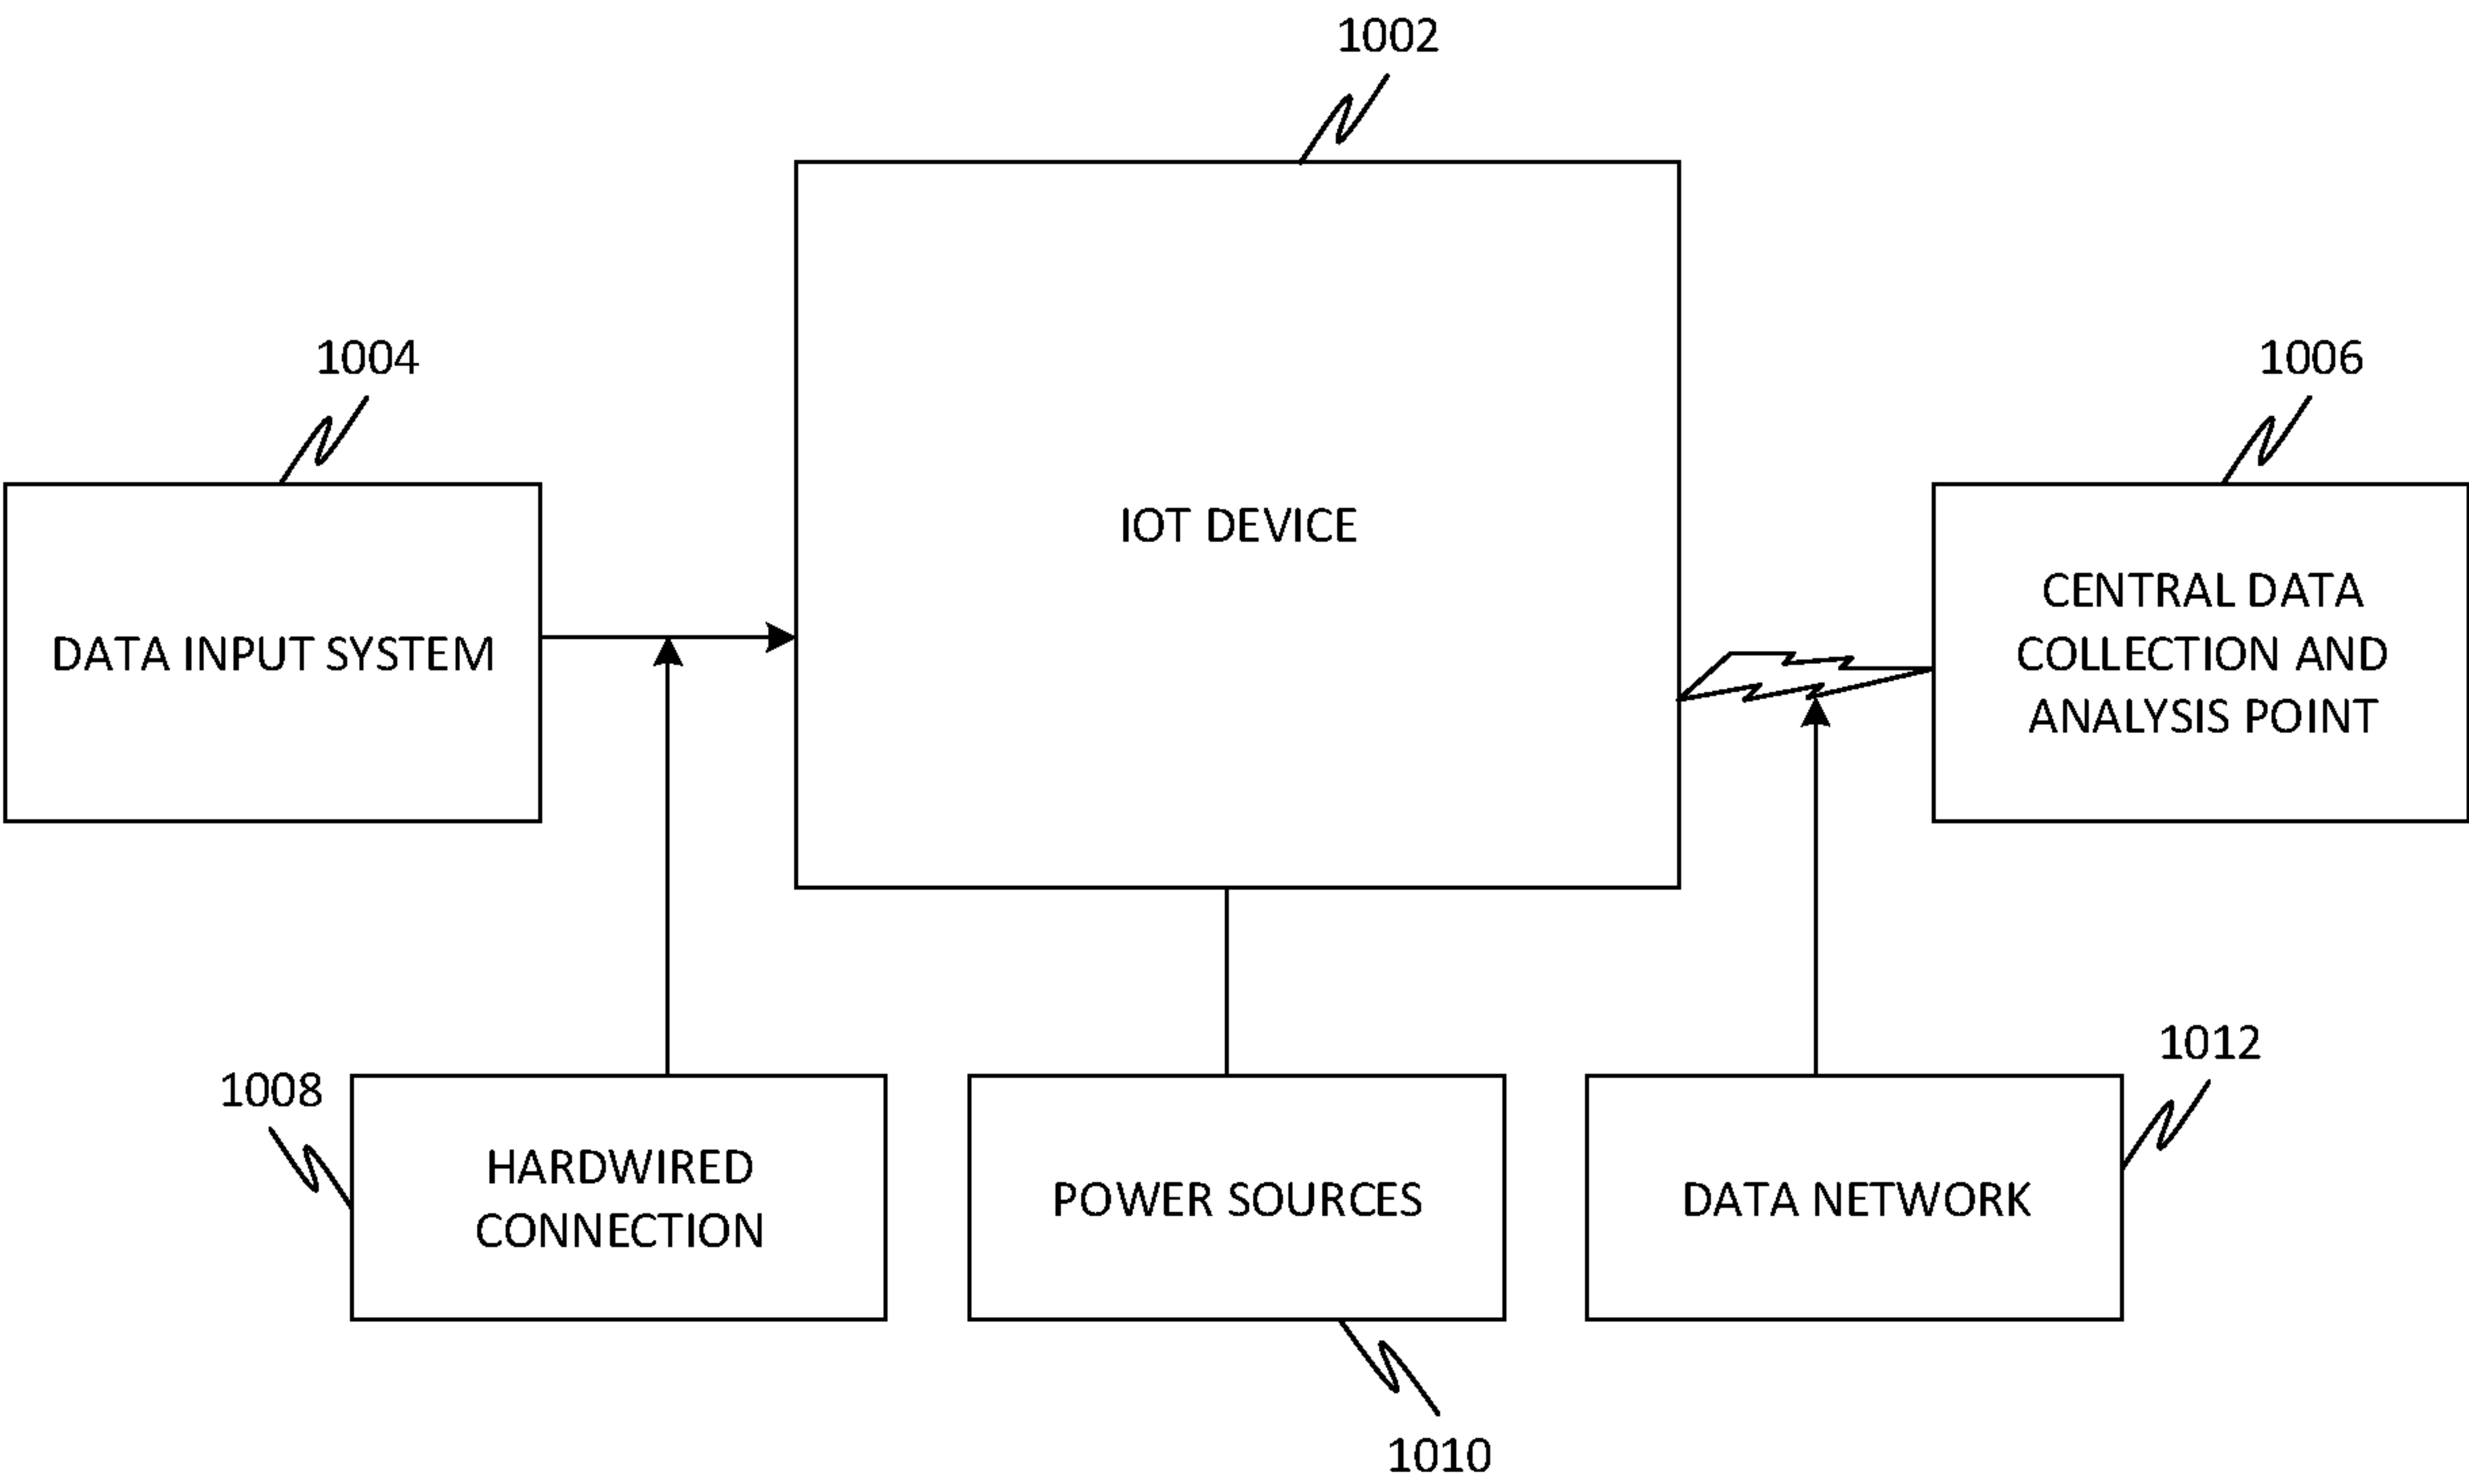 1002
1004
1006
IOT DEVICE
DATA INPUT SYSTEM
CENTRAL DATA
COLLECTION AND
ANALYSIS POINT
1012
1008
HARDWIRED
CONNECTION
POWER SOURCES
DATA NETWORK
1010